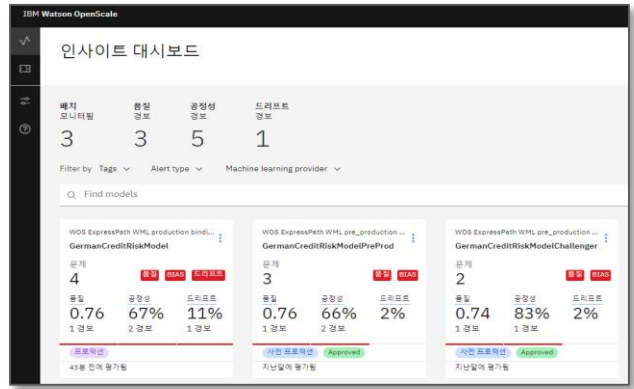 IBM Watson OpenScale
인사이트 대시보드
배치 품질 공정성 드리프트
모니터됨 경보 경보 경보
3 3 5 1
Filter by Tags Alert type Machine learning provider
Find models
WOS ExpressPath WML production bindi...
GermanCreditRiskModel
문제
4 품질 BIAS 드리프트
품질 공정성 드리프트
0.76 67% 11%
1 경보 2 경보 1 경보
프로덕션
43분 전에 평가됨
WOS ExpressPath WML pre_production ...
GermanCreditRiskModelPreProd
문제
3 품질 BIAS
품질 공정성 드리프트
0.76 66% 2%
1 경보 2 경보
사전 프로덕션 Approved
지난달에 평가됨
WOS ExpressPath WML pre_production ...
GermanCreditRiskModelChallenger
문제
2 품질 BIAS
품질 공정성 드리프트
0.74 83% 2%
1 경보 1 경보
사전 프로덕션 Approved
지난달에 평가됨